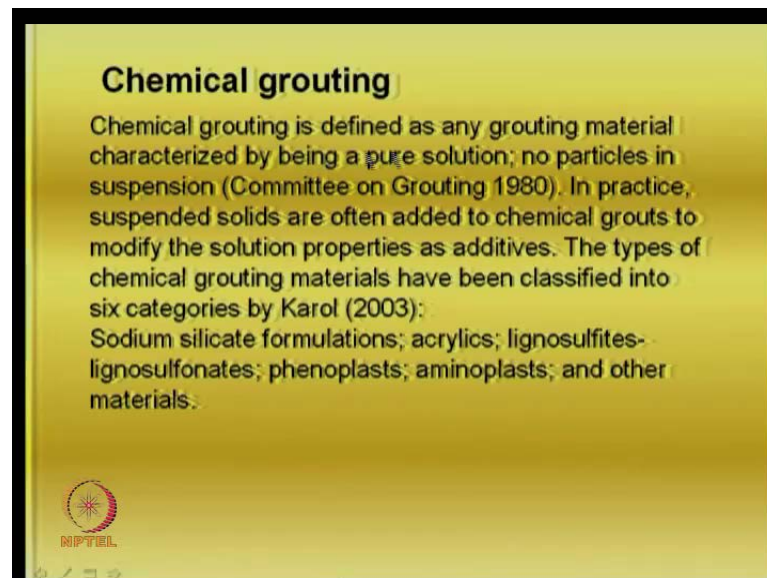 Chemical grouting
Chemical grouting is defined as any grouting material
characterized by being a pure solution; no particles in
suspension (Committee on Grouting 1980). In practice,
suspended solids are often added to chemical grouts to
modify the solution properties as additives. The types of
chemical grouting materials have been classified into
six categories by Karol (2003):
Sodium silicate formulations; acrylics; lignosulfites-
lignosulfonates; phenoplasts; aminoplasts; and other
materials.
NPTEL